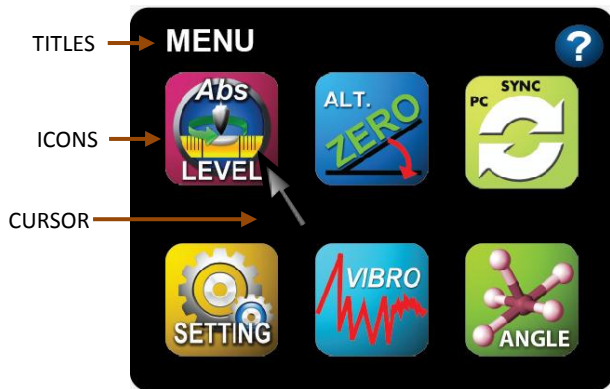 TITLES
MENU
?
Abs
LEVEL
ALT.
ZERO
SYNC
PC
ICONS
CURSOR
SETTING
VIBRO
ANGLE